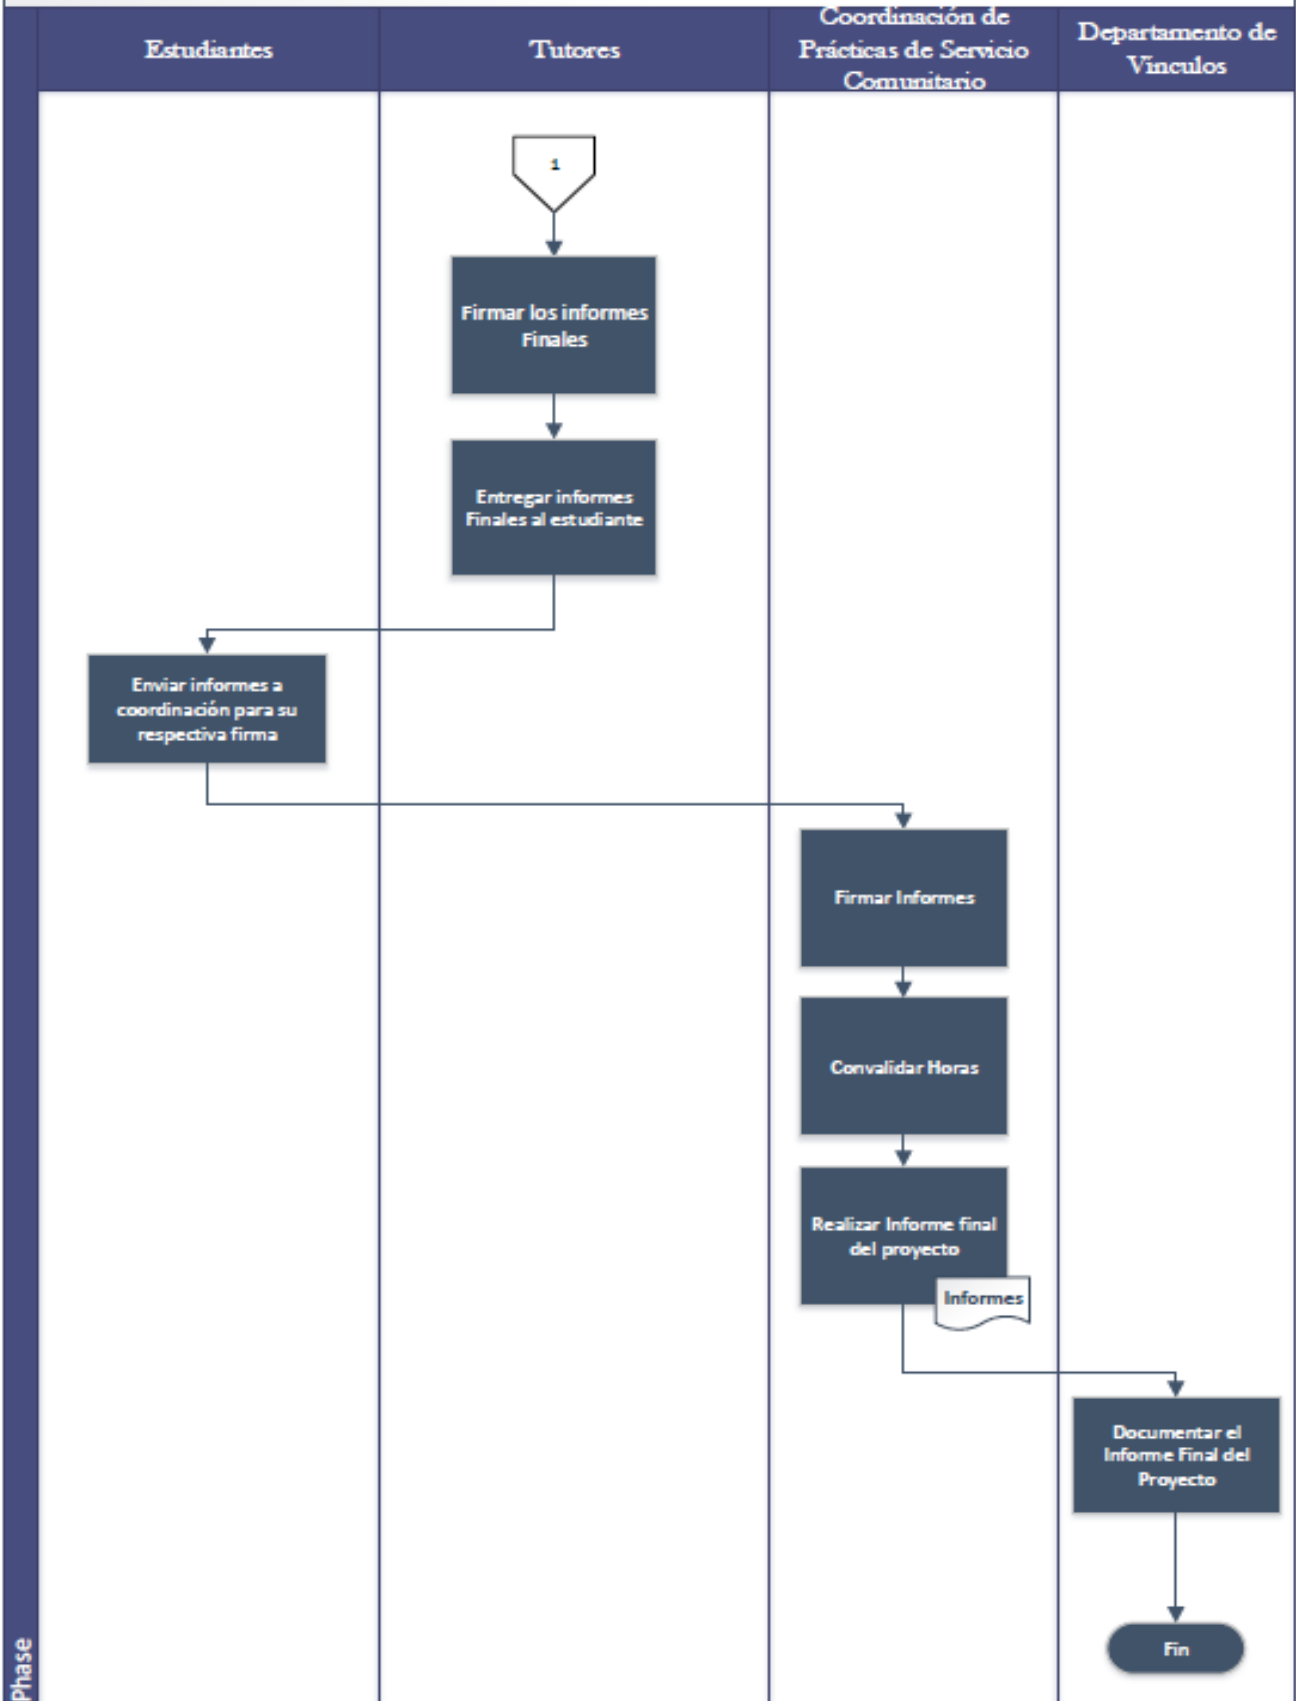 Estudiantes
Tutores
Coordinación de
Prácticas de Servicio
Comunitario
Departamento de
Vínculos
1
Firmar los informes
Finales
Entregar informes
Finales al estudiante
Enviar informes a
coordinación para su
respectiva firma
Firmar Informes
Convalidar Horas
Realizar Informe final
del proyecto
Informes
Documentar el
Informe Final del
Proyecto
Fin
Phase